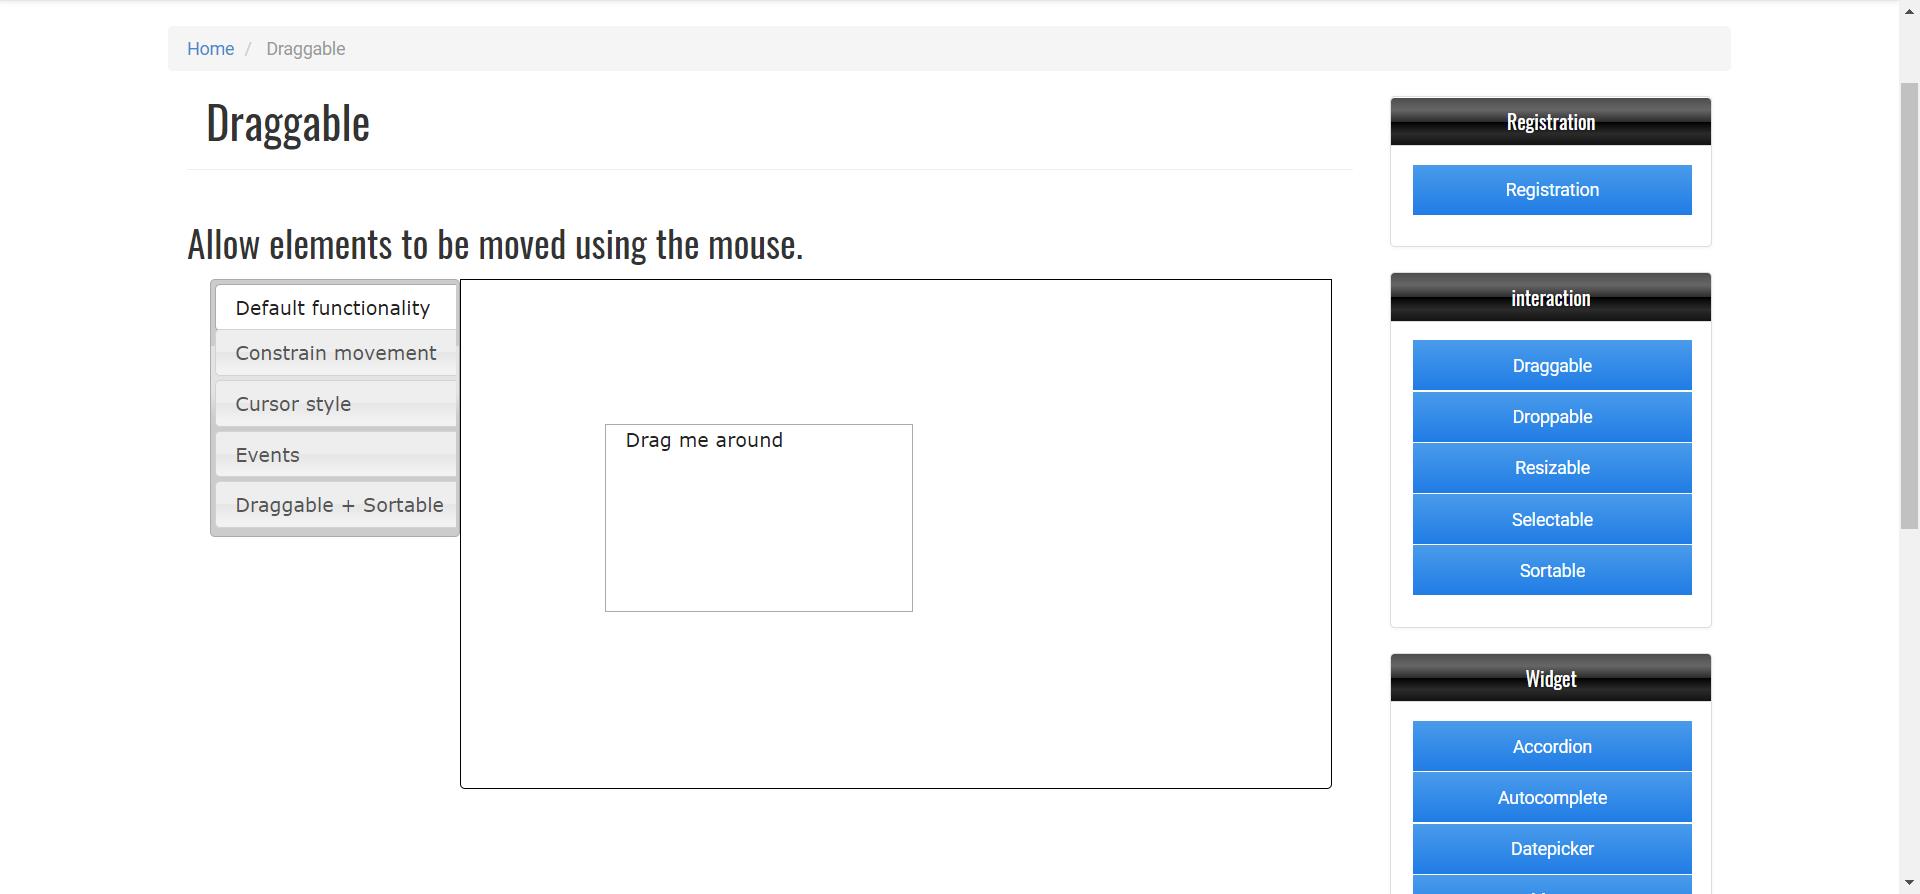 Home / Draggable
Draggable
Allow elements to be moved using the mouse.
Default functionality
Constrain movement
Cursor style
Events
Draggable + Sortable
Drag me around
Registration
Registration
interaction
Draggable
Droppable
Resizable
Selectable
Sortable
Widget
Accordion
Autocomplete
Datepicker